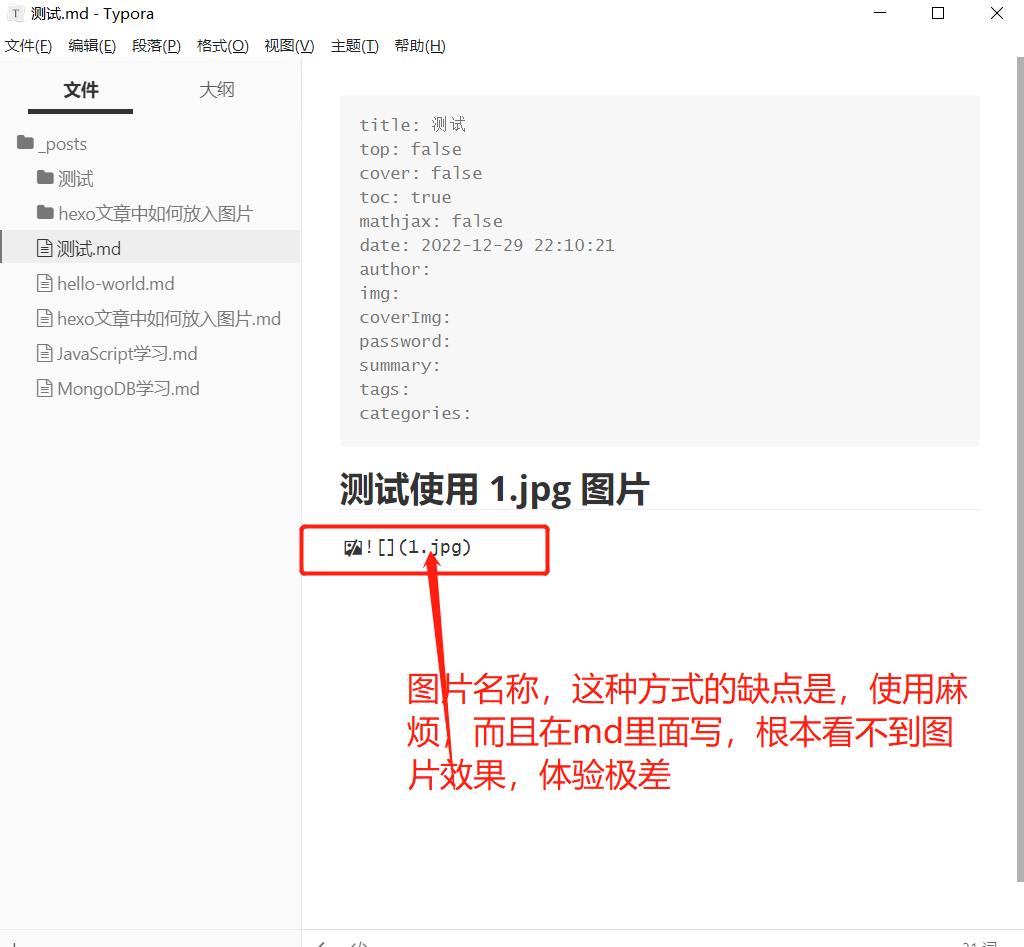 测试.md - Typora
文件(F) 编辑(E) 段落(P) 格式(O) 视图(V) 主题(T) 帮助(H)
文件 大纲
_posts
测试
hexo文章中如何放入图片
测试.md
hello-world.md
hexo文章中如何放入图片.md
JavaScript学习.md
MongoDB学习.md
title: 测试
top: false
cover: false
toc: true
mathjax: false
date: 2022-12-29 22:10:21
author:
img:
coverImg:
password:
summary:
tags:
categories:
测试使用 1.jpg 图片
![](1.jpg)
图片名称，这种方式的缺点是，使用麻
烦，而且在md里面写，根本看不到图
片效果，体验极差